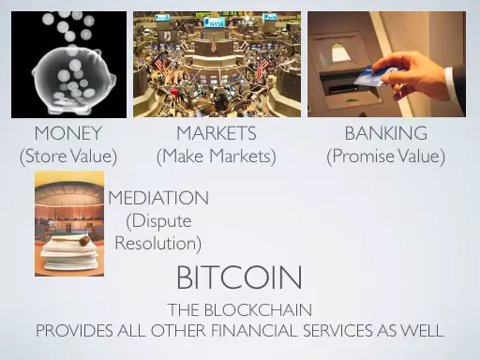 MONEY
(Store Value)
MARKETS
(Make Markets)
BANKING
(Promise Value)
MEDIATION
(Dispute
Resolution)
BITCOIN
THE BLOCKCHAIN
PROVIDES ALL OTHER FINANCIAL SERVICES AS WELL